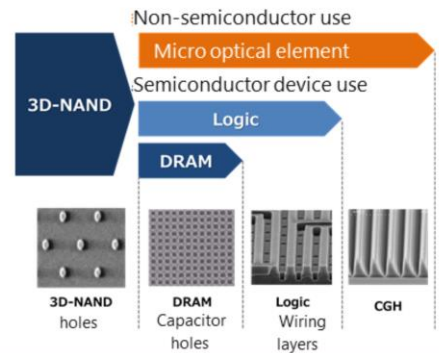 Non-semiconductor use
Micro optical element
Semiconductor device use
3D-NAND
Logic
DRAM
3D-NAND
holes
DRAM
Capacitor
holes
Logic
Wiring
layers
CGH